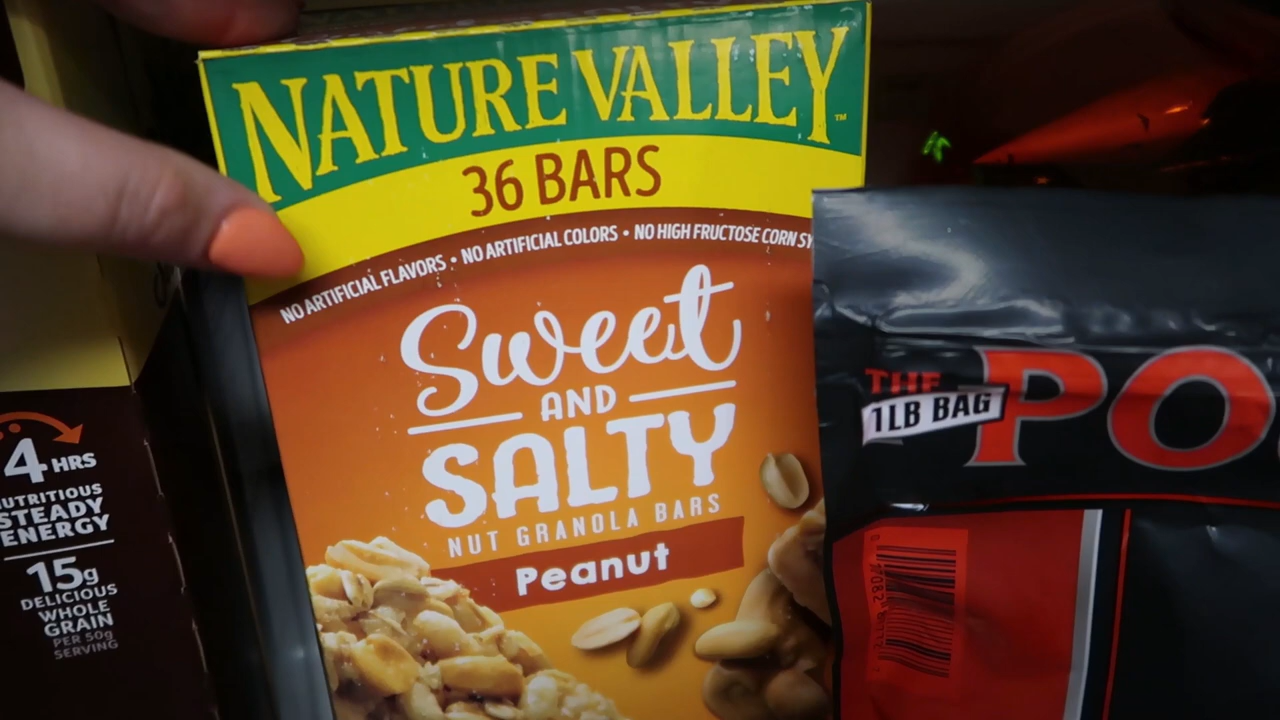 NATURE VALLEY™
36 BARS
NO ARTIFICIAL FLAVORS • NO ARTIFICIAL COLORS • NO HIGH FRUCTOSE CORN SY
Sweet
AND
SALTY
NUT GRANOLA BARS
Peanut
4 HRS
NUTRITIOUS
STEADY
ENERGY
15g
DELICIOUS
WHOLE
GRAIN
PER 50g
SERVING
THE
1LB BAG
PO